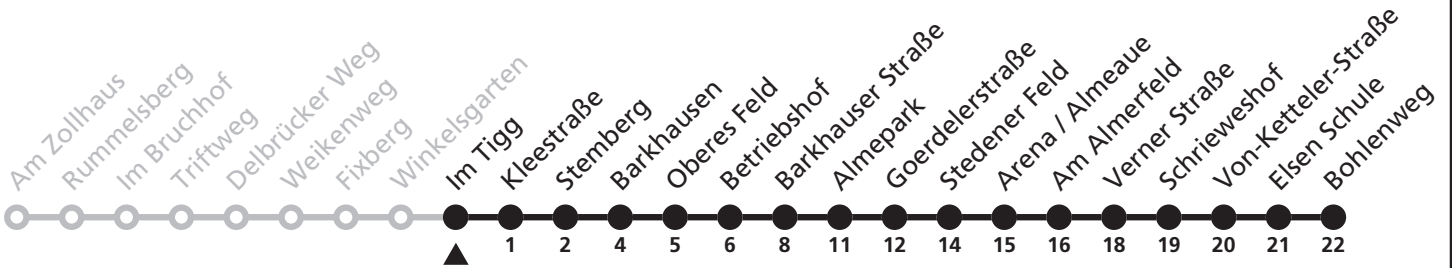 Am Zollhaus
Rummelsberg
Im Bruchhof
Triftweg
Delbrücker Weg
Weikenweg
Fixberg
Winkelsgarten
Im Tigg
Kleestraße
Stemberg
Barkhausen
Oberes Feld
Betriebshof
Barkhauser Straße
Almepark
Goerdelerstraße
Stedener Feld
Arena / Almeaue
Am Almerfeld
Verner Straße
Schrieweshof
Von-Ketteler-Straße
Elsen Schule
Bohlenweg
1 2 4 5 6 8 11 12 14 15 16 18 19 20 21 22